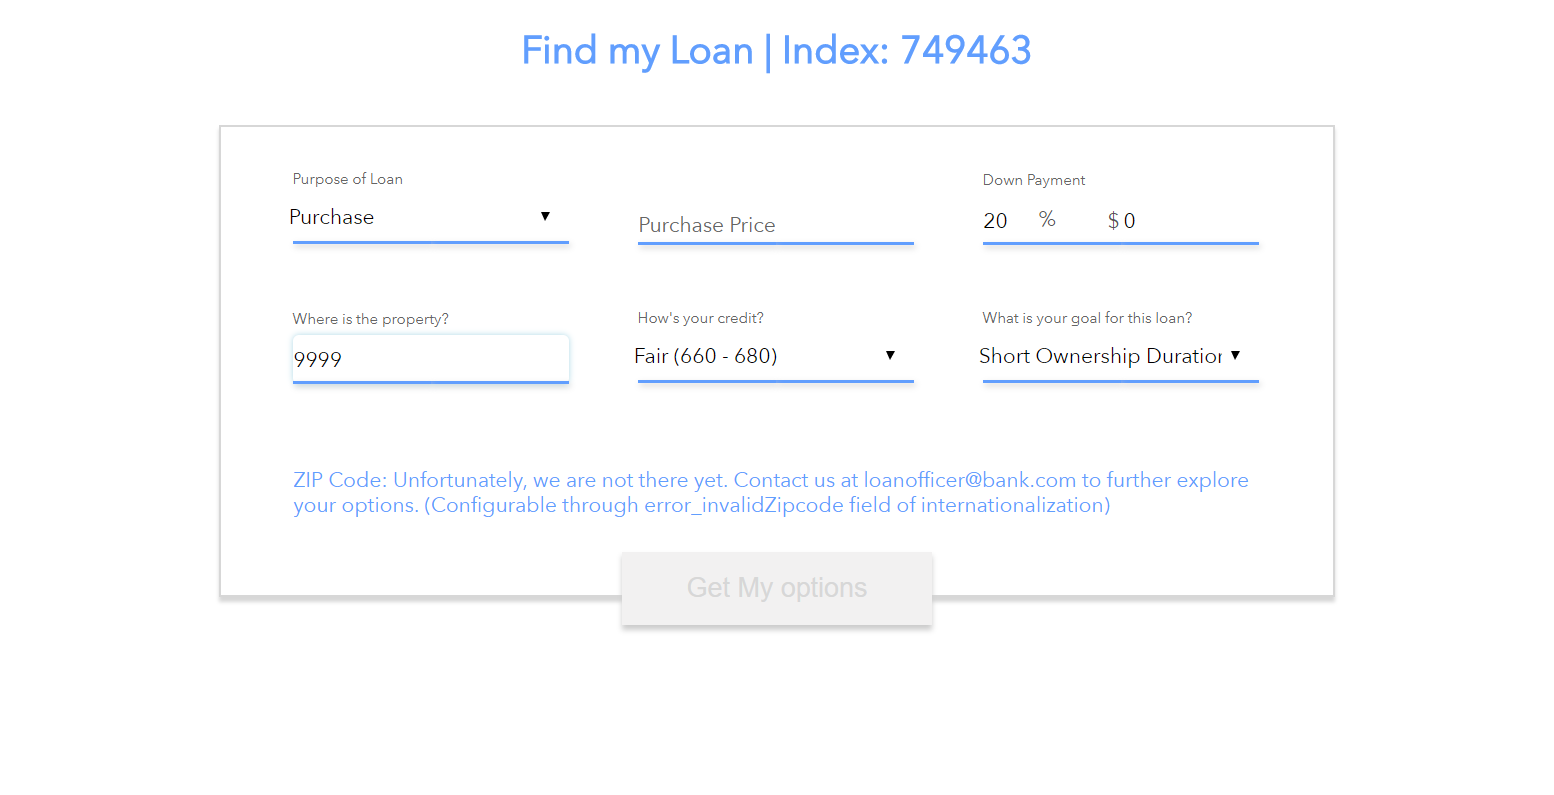 Find my Loan | Index: 749463
Purpose of Loan
Purchase
Purchase Price
Down Payment
20 % $ 0
Where is the property?
9999
How's your credit?
Fair (660 - 680)
What is your goal for this loan?
Short Ownership Duration
ZIP Code: Unfortunately, we are not there yet. Contact us at loanofficer@bank.com to further explore
your options. (Configurable through error_invalidZipcode field of internationalization)
Get My options